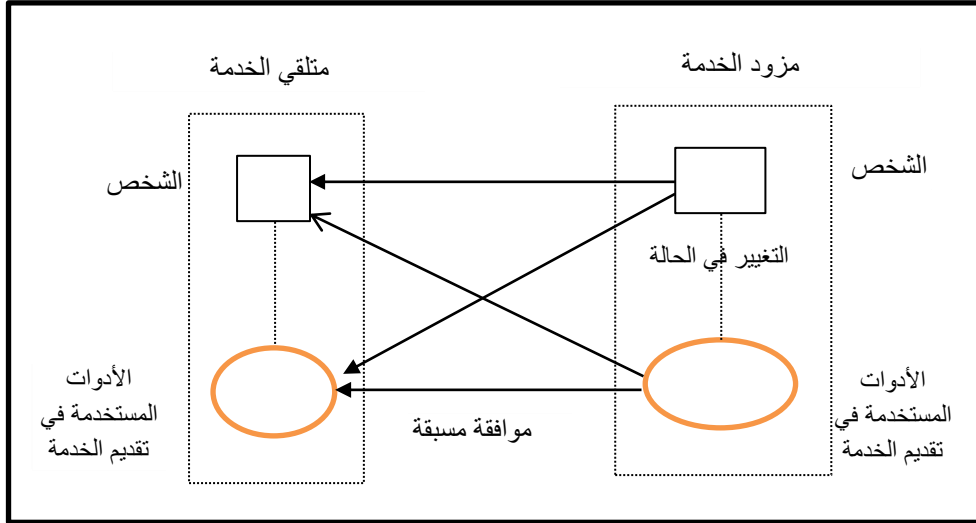 مزود الخدمة
متلقي الخدمة
الشخص
الشخص
التغيير في الحالة
الأدوات
المستخدمة في
تقديم الخدمة
الأدوات
المستخدمة في
تقديم الخدمة
موافقة مسبقة